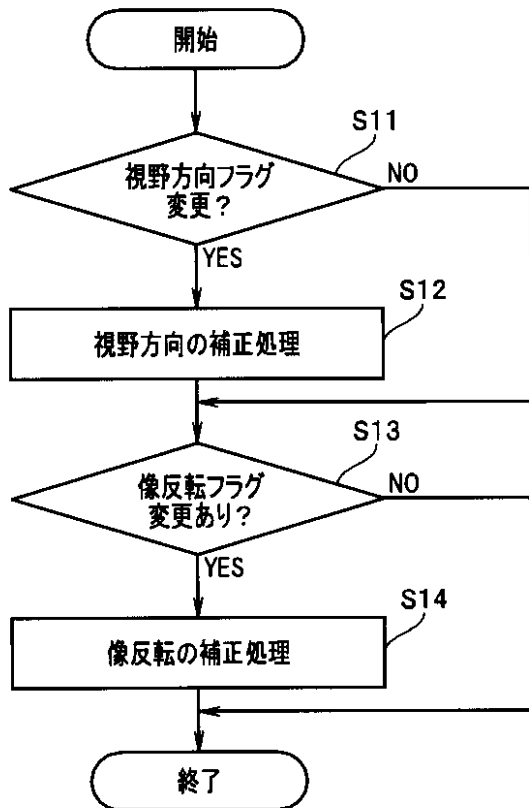 開始
S11
視野方向フラグ
変更?
NO
YES
S12
視野方向の補正処理
S13
像反転フラグ
変更あり?
NO
YES
S14
像反転の補正処理
終了